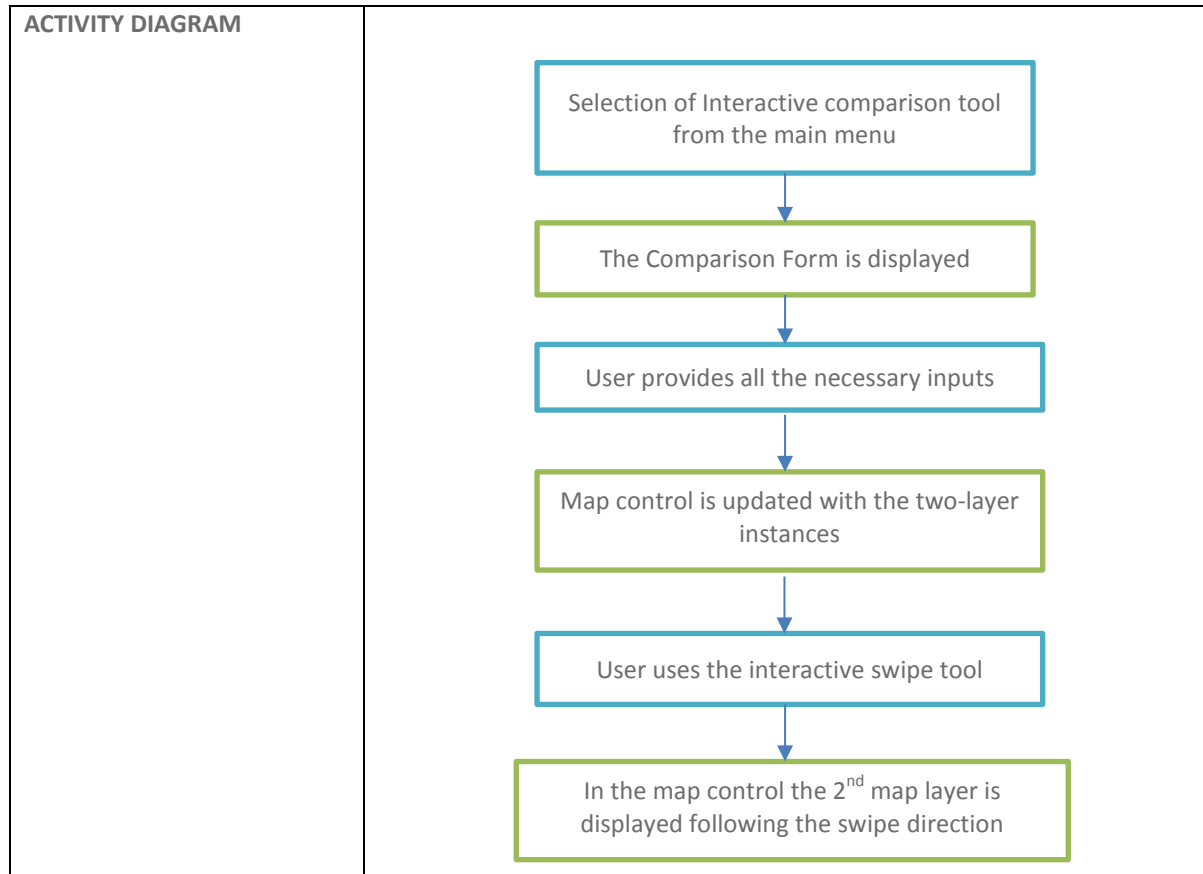 ACTIVITY DIAGRAM
Selection of Interactive comparison tool
from the main menu
The Comparison Form is displayed
User provides all the necessary inputs
Map control is updated with the two-layer
instances
User uses the interactive swipe tool
In the map control the 2nd map layer is
displayed following the swipe direction